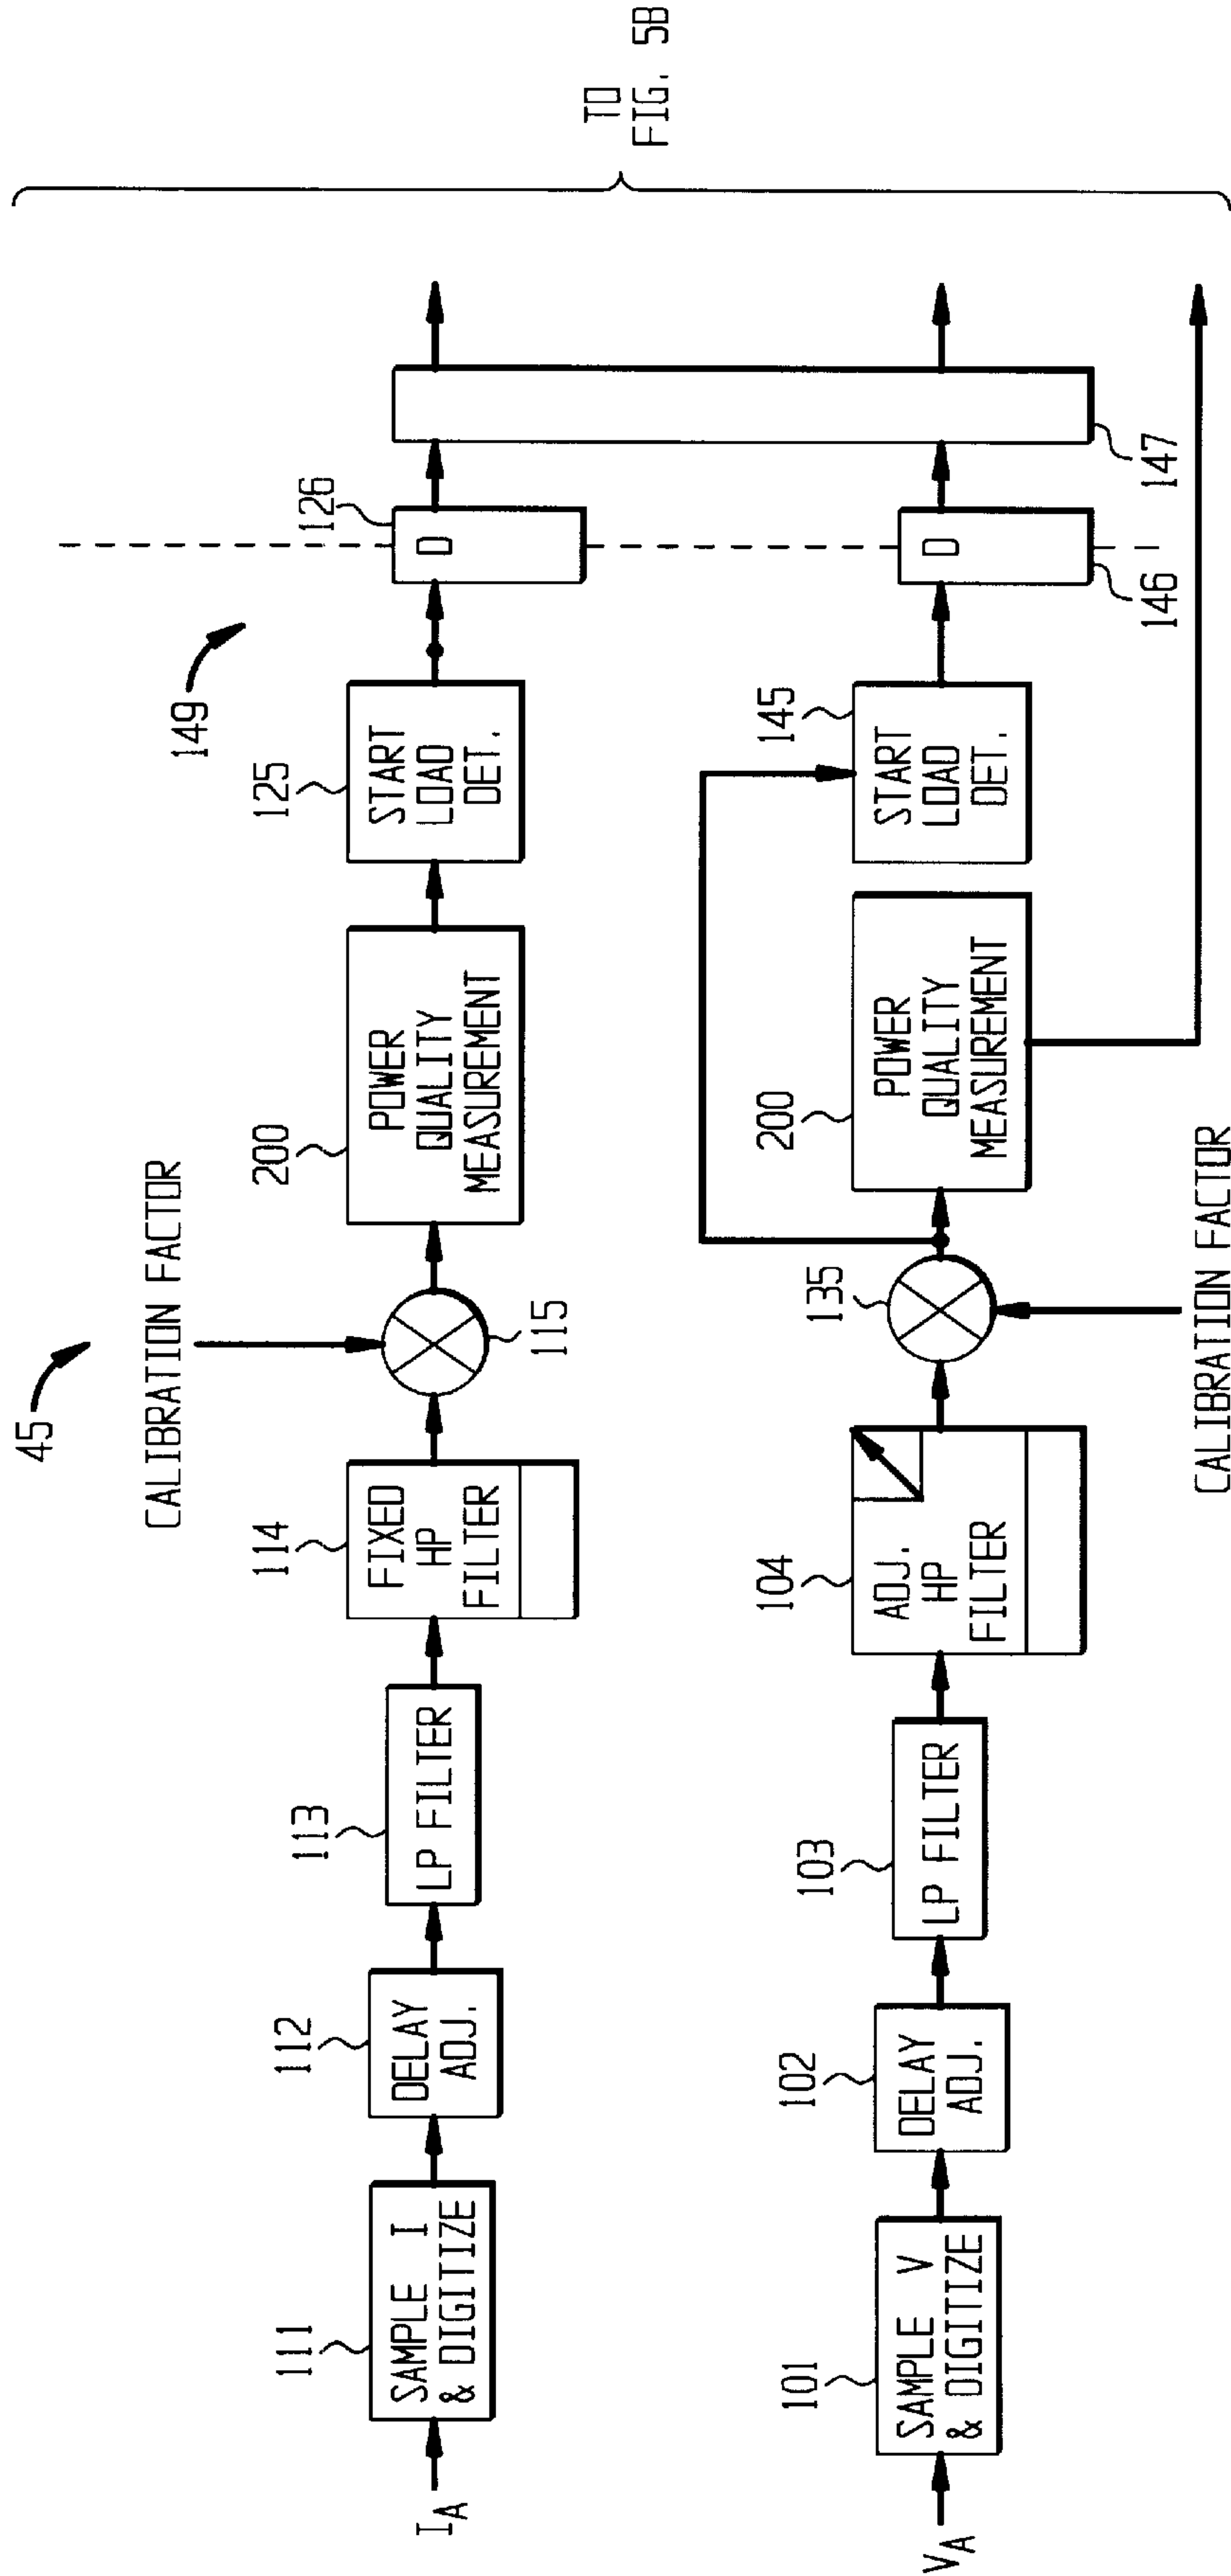 45
CALIBRATION FACTOR
149
I_A
111
SAMPLE I
& DIGITIZE
112
DELAY
ADJ.
113
LP FILTER
114
FIXED
HP
FILTER
115
200
POWER
QUALITY
MEASUREMENT
125
START
LOAD
DET.
126
D
TO
FIG. 5B
V_A
101
SAMPLE V
& DIGITIZE
102
DELAY
ADJ.
103
LP FILTER
104
ADJ.
HP
FILTER
135
CALIBRATION FACTOR
200
POWER
QUALITY
MEASUREMENT
145
START
LOAD
DET.
D
146
147